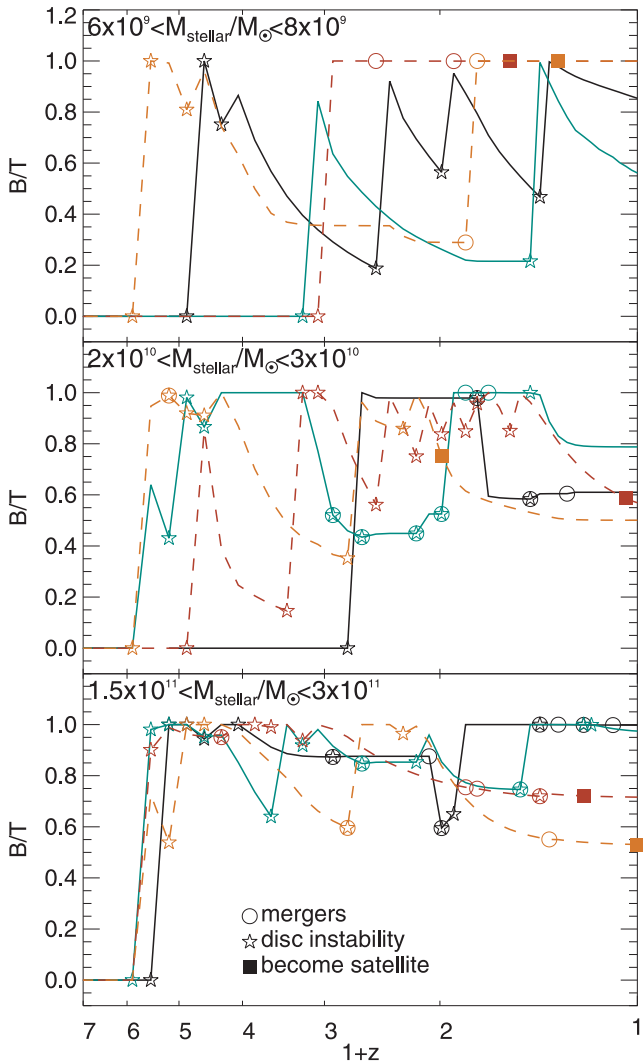 6x10⁹<M_stellar/M_⊙<8x10⁹
1.0
0.8
0.6
0.4
0.2
0.0
B/T
2x10¹⁰<M_stellar/M_⊙<3x10¹⁰
1.0
0.8
0.6
0.4
0.2
0.0
B/T
1.5x10¹¹<M_stellar/M_⊙<3x10¹¹
1.0
0.8
0.6
0.4
0.2
0.0
B/T
mergers
disc instability
become satellite
7 6 5 4 3 2 1
1+z